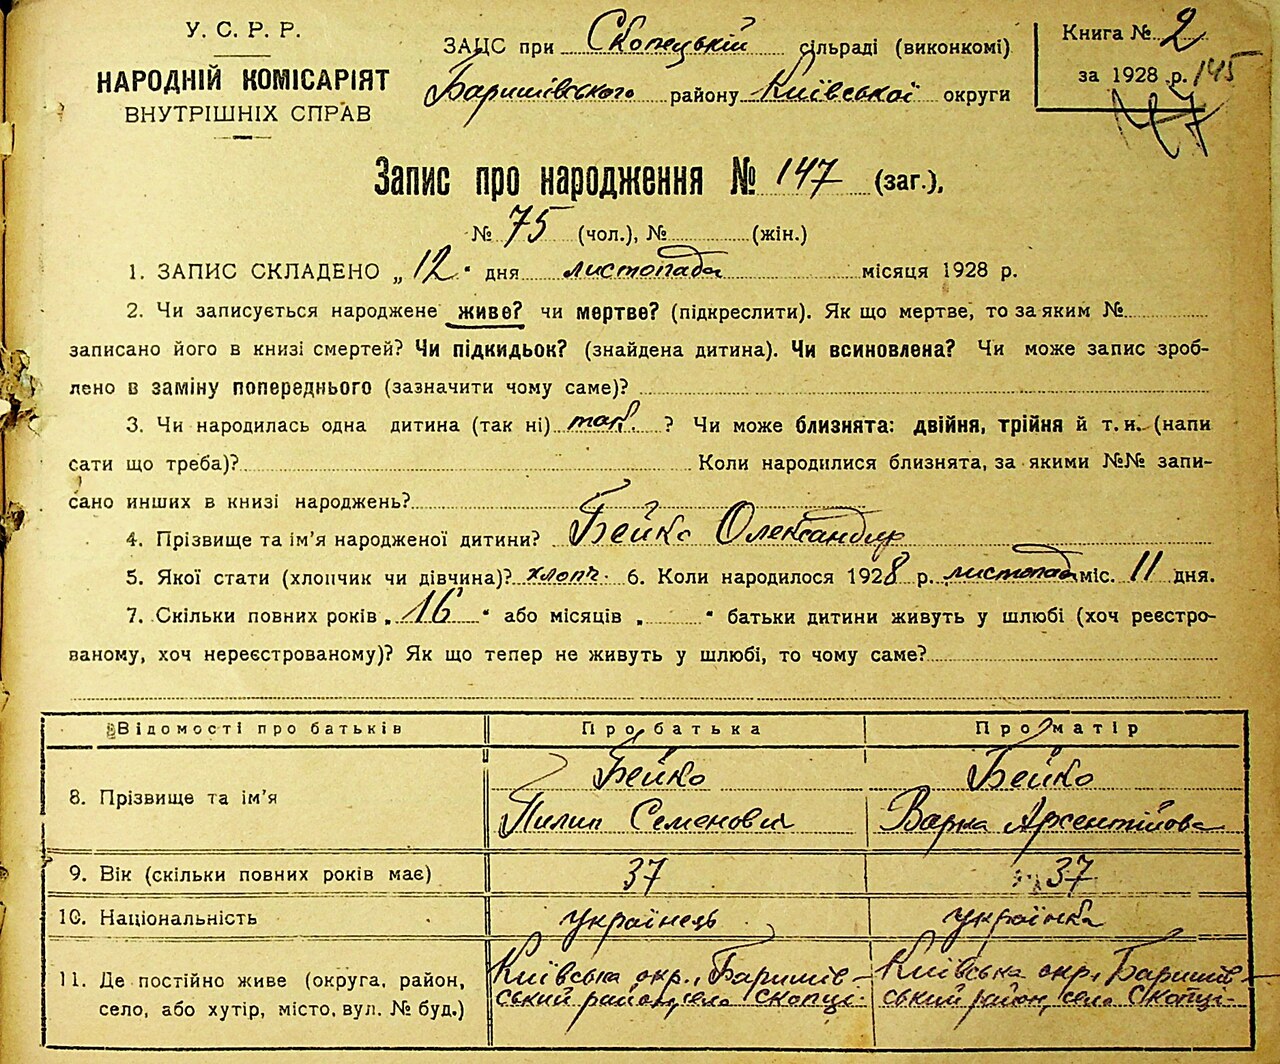 У. С. Р. Р.
НАРОДНІЙ КОМІСАРІЯТ
ВНУТРІШНІХ СПРАВ
ЗАЦС при Скопецькій сільраді (виконкомі)
Баришівського району Київської округи
Книга № 2
за 1928 р. 145
147
Запис про народження № 147 (заг.),
№ 75 (чол.), № (жін.)
1. ЗАПИС СКЛАДЕНО „ 12 " дня листопада місяця 1928 р.
2. Чи записується народжене живе? чи мертве? (підкреслити). Як що мертве, то за яким №
записано його в книзі смертей? Чи підкидьок? (знайдена дитина). Чи всиновлена? Чи може запис зроб-
лено в заміну попереднього (зазначити чому саме)?
3. Чи народилась одна дитина (так ні) так. ? Чи може близнята: двійня, трійня й т. и. (напи
сати що треба)? Коли народилися близнята, за якими №№ запи-
сано инших в книзі народжень?
4. Прізвище та ім'я народженої дитини? Бейко Олександир
5. Якої стати (хлопчик чи дівчина)? хлопч. 6. Коли народилося 1928 р. листопад міс. 11 дня.
7. Скільки повних років „ 16 " або місяців „ " батьки дитини живуть у шлюбі (хоч реєстро-
ваному, хоч нереєстрованому)? Як що тепер не живуть у шлюбі, то чому саме?
Відомості про батьків Про батька Про матір
8. Прізвище та ім'я Бейко Бейко
Пилип Семенович Варка Арсентійова
9. Вік (скільки повних років має) 37 37
10. Національність українець українка
11. Де постійно живе (округа, район,
село, або хутір, місто, вул. № буд.)
Київська окр., Баришів-
ський район, село Скопці-
Київська окр., Баришів-
ський район, село Скопці-